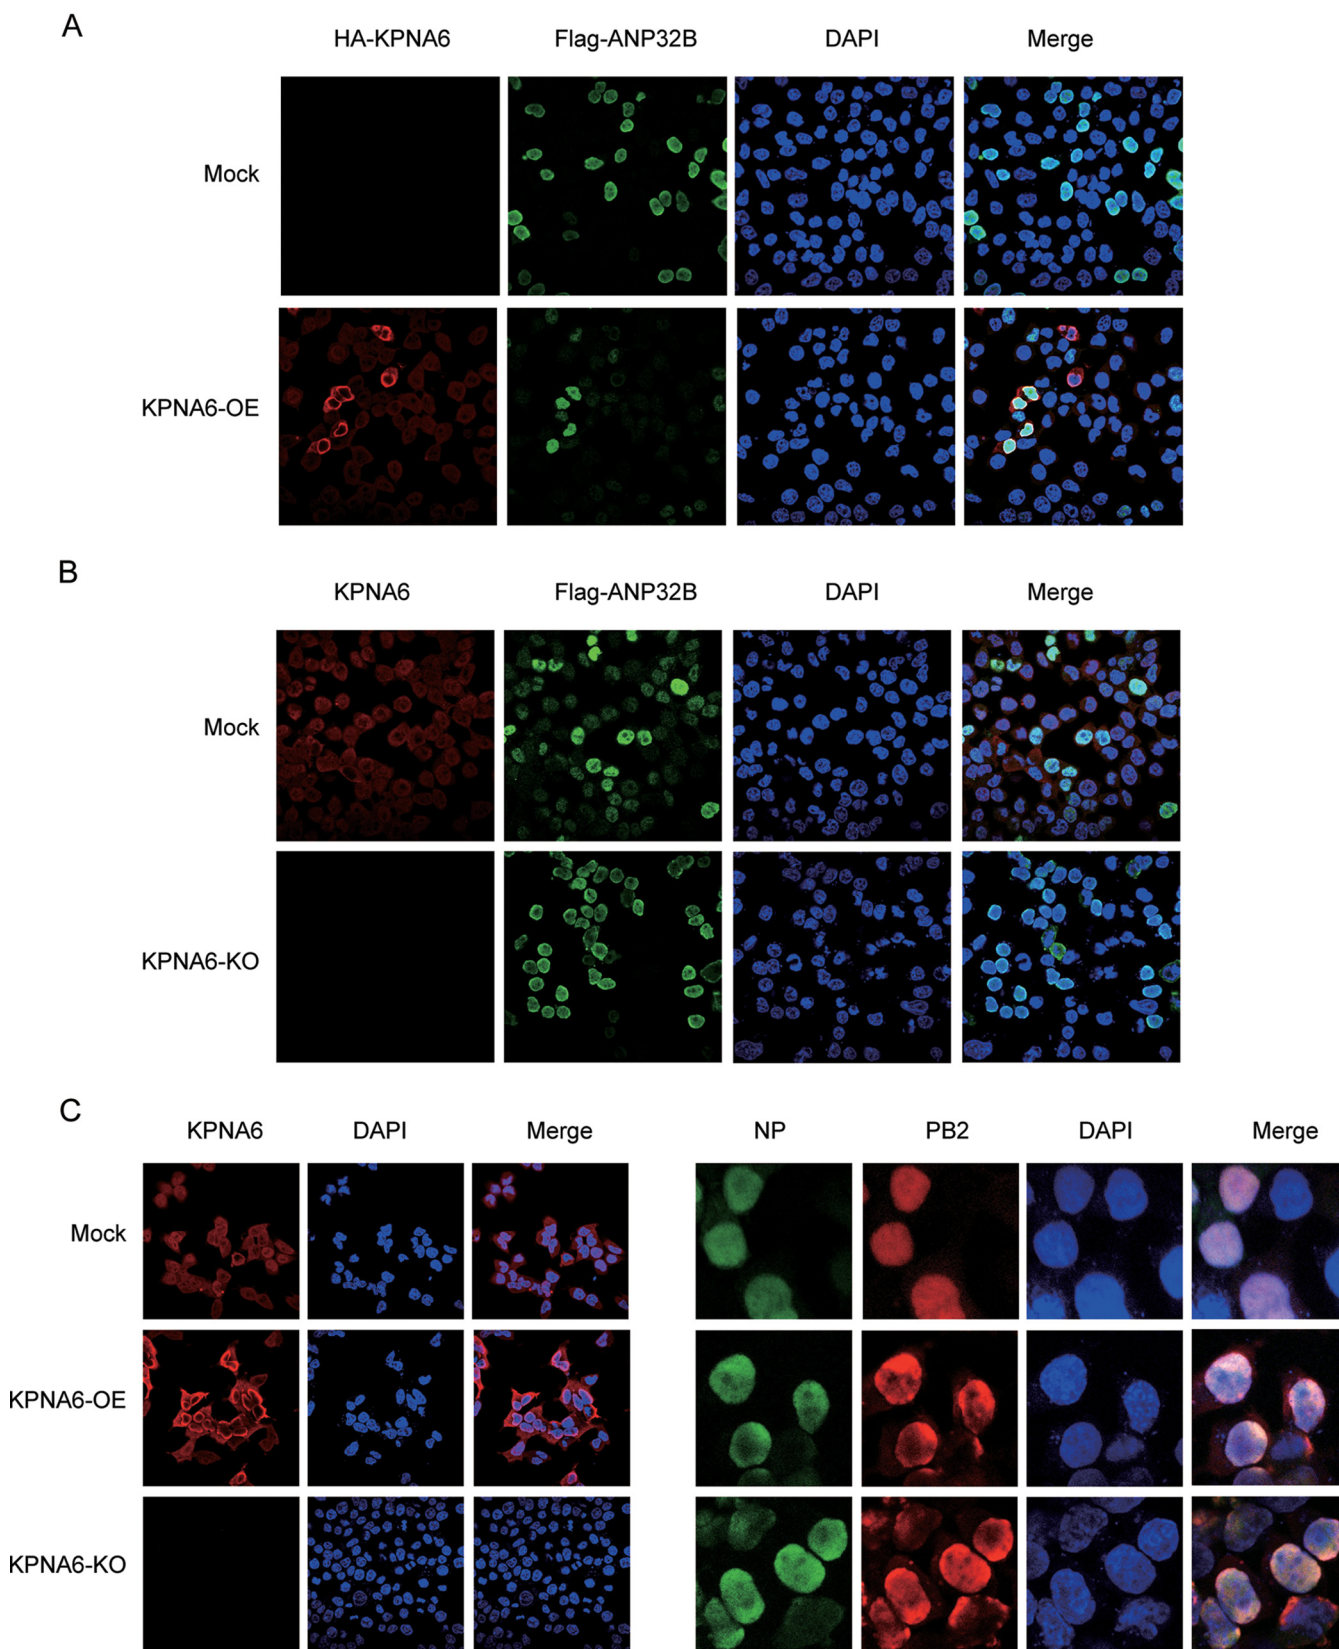 A
HA-KPNA6 Flag-ANP32B DAPI Merge
Mock
KPNA6-OE
B
KPNA6 Flag-ANP32B DAPI Merge
Mock
KPNA6-KO
C
KPNA6 DAPI Merge NP PB2 DAPI Merge
Mock
KPNA6-OE
KPNA6-KO